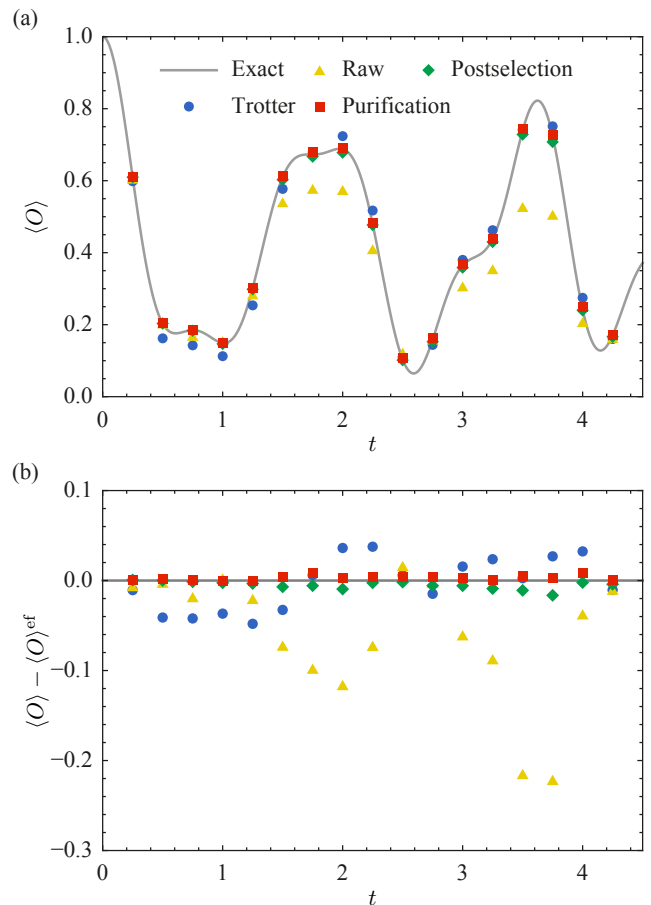 (a)
1.0
Exact Raw Postselection
0.8
Trotter Purification
0.6
⟨O⟩
0.4
0.2
0.0
0 1 2 3 4
t
(b)
0.1
0.0
⟨O⟩ − ⟨O⟩^ef
−0.1
−0.2
−0.3
0 1 2 3 4
t